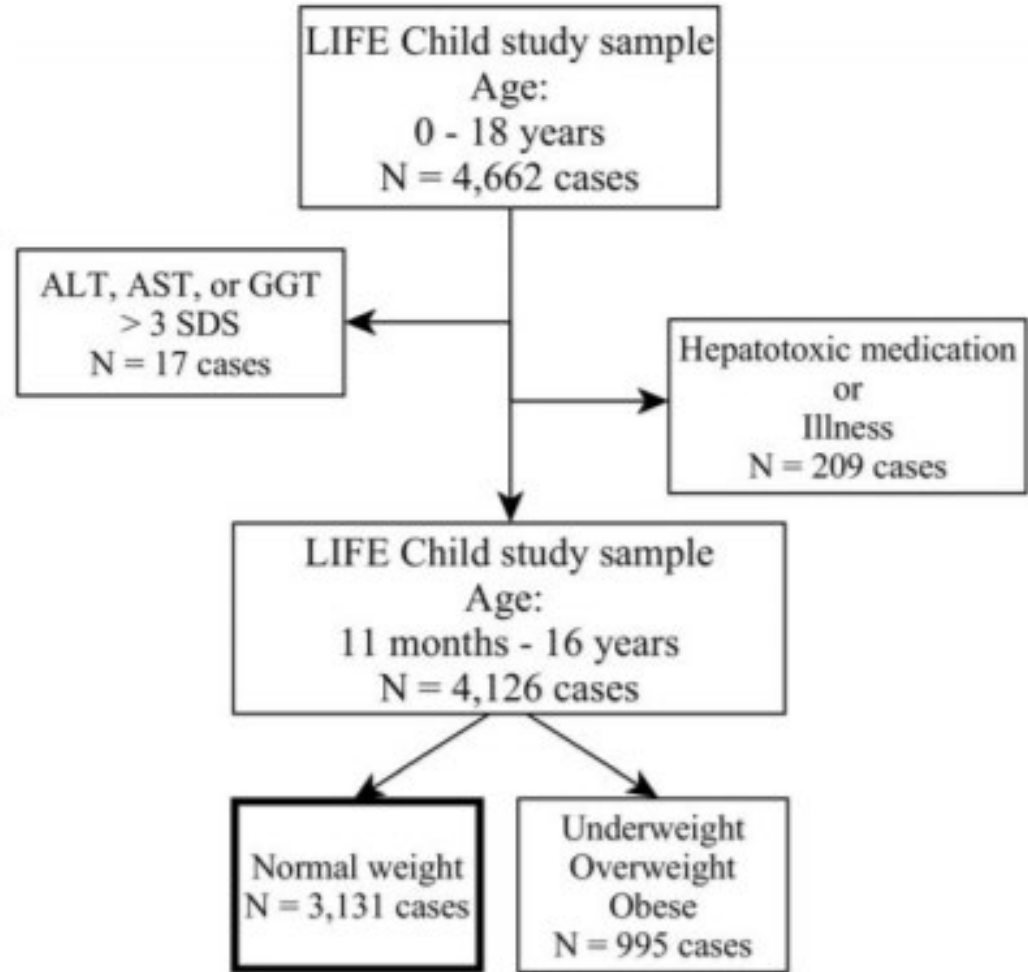 LIFE Child study sample
Age:
0 - 18 years
N = 4,662 cases
ALT, AST, or GGT
> 3 SDS
N = 17 cases
Hepatotoxic medication
or
Illness
N = 209 cases
LIFE Child study sample
Age:
11 months - 16 years
N = 4,126 cases
Normal weight
N = 3,131 cases
Underweight
Overweight
Obese
N = 995 cases